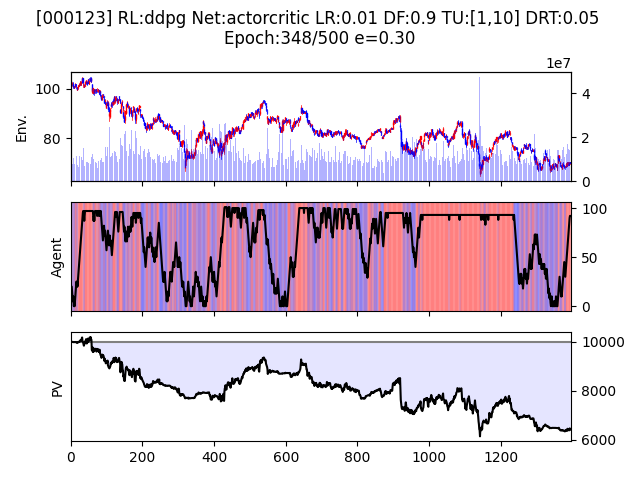 [000123] RL:ddpg Net:actorcritic LR:0.01 DF:0.9 TU:[1,10] DRT:0.05
Epoch:348/500 e=0.30
1e7
100
80
Env.
4
2
0
Agent
100
50
0
PV
10000
8000
6000
0 200 400 600 800 1000 1200